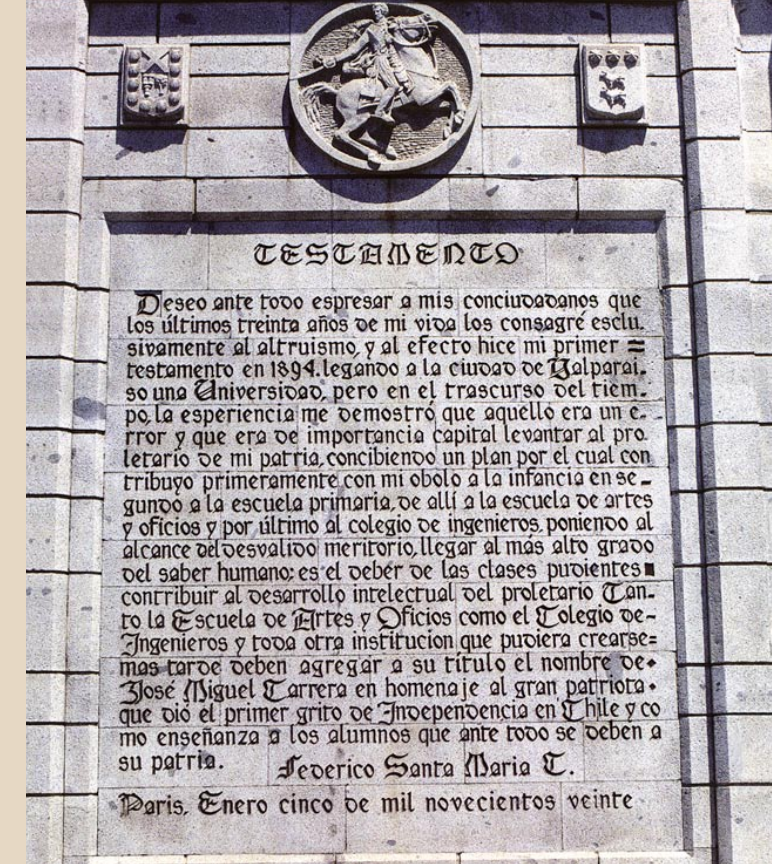 TESTAMENTO
Deseo ante todo espresar a mis conciudadanos que
los últimos treinta años de mi vida los consagré esclu-
sivamente al altruismo, y al efecto hice mi primer =
testamento en 1894. legando a la ciudad de Valparai-
so una Universidad, pero en el trascurso del tiem-
po, la esperiencia me demostró que aquello era un e-
rror y que era de importancia capital levantar al pro-
letario de mi patria, concibiendo un plan por el cual con
tribuyo primeramente con mi obolo a la infancia en se-
gundo a la escuela primaria, de allí a la escuela de artes
y oficios y por último al colegio de ingenieros, poniendo al
alcance del desvalido meritorio, llegar al más alto grado
del saber humano; es el debér de las clases pudientes
contribuir al desarrollo intelectual del proletario Tan-
to la Escuela de Artes y Oficios como el Colegio de-
Ingenieros y toda otra institucion que pudiera crearse=
mas tarde deben agregar a su título el nombre de·
José Miguel Carrera en homenaje al gran patriota·
que dió el primer grito de Independencia en Chile y co
mo enseñanza a los alumnos que ante todo se deben a
su patria.
Federico Santa Maria C.
Paris, Enero cinco de mil novecientos veinte